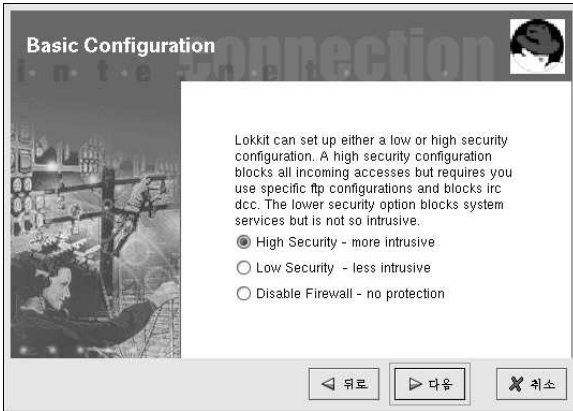 Basic Configuration
connection
internet
Lokkit can set up either a low or high security
configuration. A high security configuration
blocks all incoming accesses but requires you
use specific ftp configurations and blocks irc
dcc. The lower security option blocks system
services but is not so intrusive.
High Security - more intrusive
Low Security - less intrusive
Disable Firewall - no protection
뒤로
다음
취소